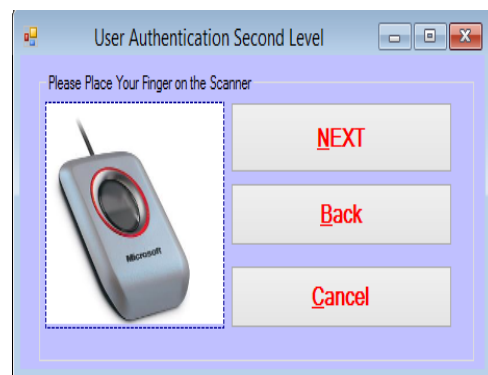 User Authentication Second Level
Please Place Your Finger on the Scanner
NEXT
Back
Microsoft
Cancel